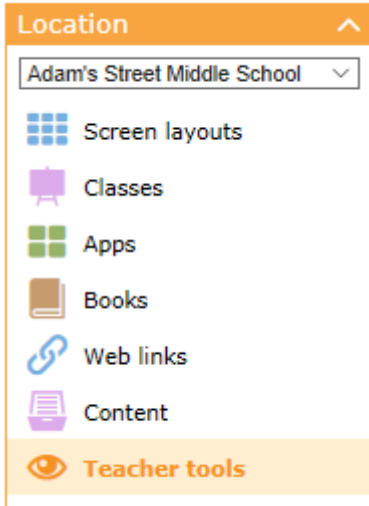 Location
Adam's Street Middle School
Screen layouts
Classes
Apps
Books
Web links
Content
Teacher tools